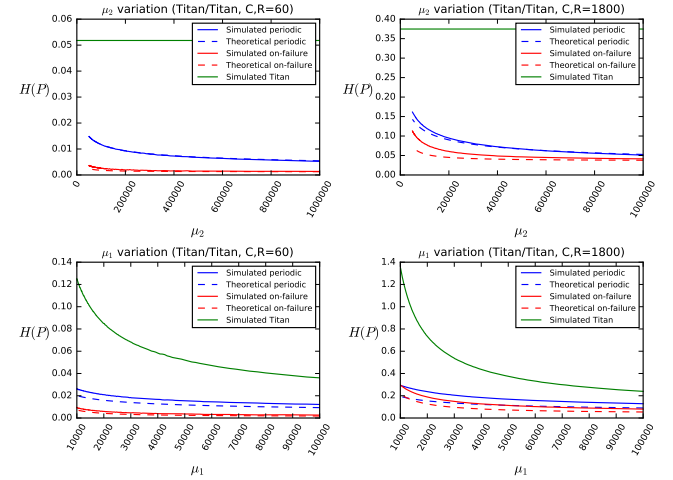 μ₂ variation (Titan/Titan, C,R=60)
H(P)
0.06
0.05
0.04
0.03
0.02
0.01
0.00
0
200000
400000
600000
800000
1000000
μ₂
Simulated periodic
Theoretical periodic
Simulated on-failure
Theoretical on-failure
Simulated Titan
μ₂ variation (Titan/Titan, C,R=1800)
H(P)
0.40
0.35
0.30
0.25
0.20
0.15
0.10
0.05
0.00
0
200000
400000
600000
800000
1000000
μ₂
Simulated periodic
Theoretical periodic
Simulated on-failure
Theoretical on-failure
Simulated Titan
μ₁ variation (Titan/Titan, C,R=60)
H(P)
0.14
0.12
0.10
0.08
0.06
0.04
0.02
0.00
10000
20000
30000
40000
50000
60000
70000
80000
90000
100000
μ₁
Simulated periodic
Theoretical periodic
Simulated on-failure
Theoretical on-failure
Simulated Titan
μ₁ variation (Titan/Titan, C,R=1800)
H(P)
1.4
1.2
1.0
0.8
0.6
0.4
0.2
0.0
10000
20000
30000
40000
50000
60000
70000
80000
90000
100000
μ₁
Simulated periodic
Theoretical periodic
Simulated on-failure
Theoretical on-failure
Simulated Titan